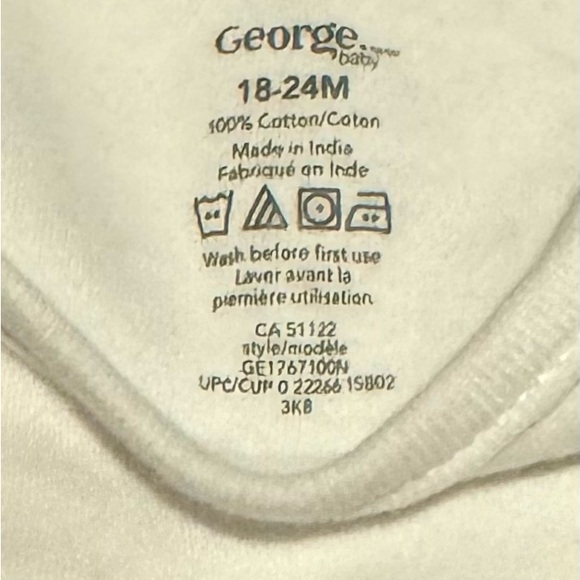 George.
baby
18-24M
100% Cotton/Coton
Made in India
Fabriqué en Inde
Wash before first use
Laver avant la
première utilisation
CA 51122
style/modèle
GE1767100N
UPC/CUP 0 22266 15802
3KB